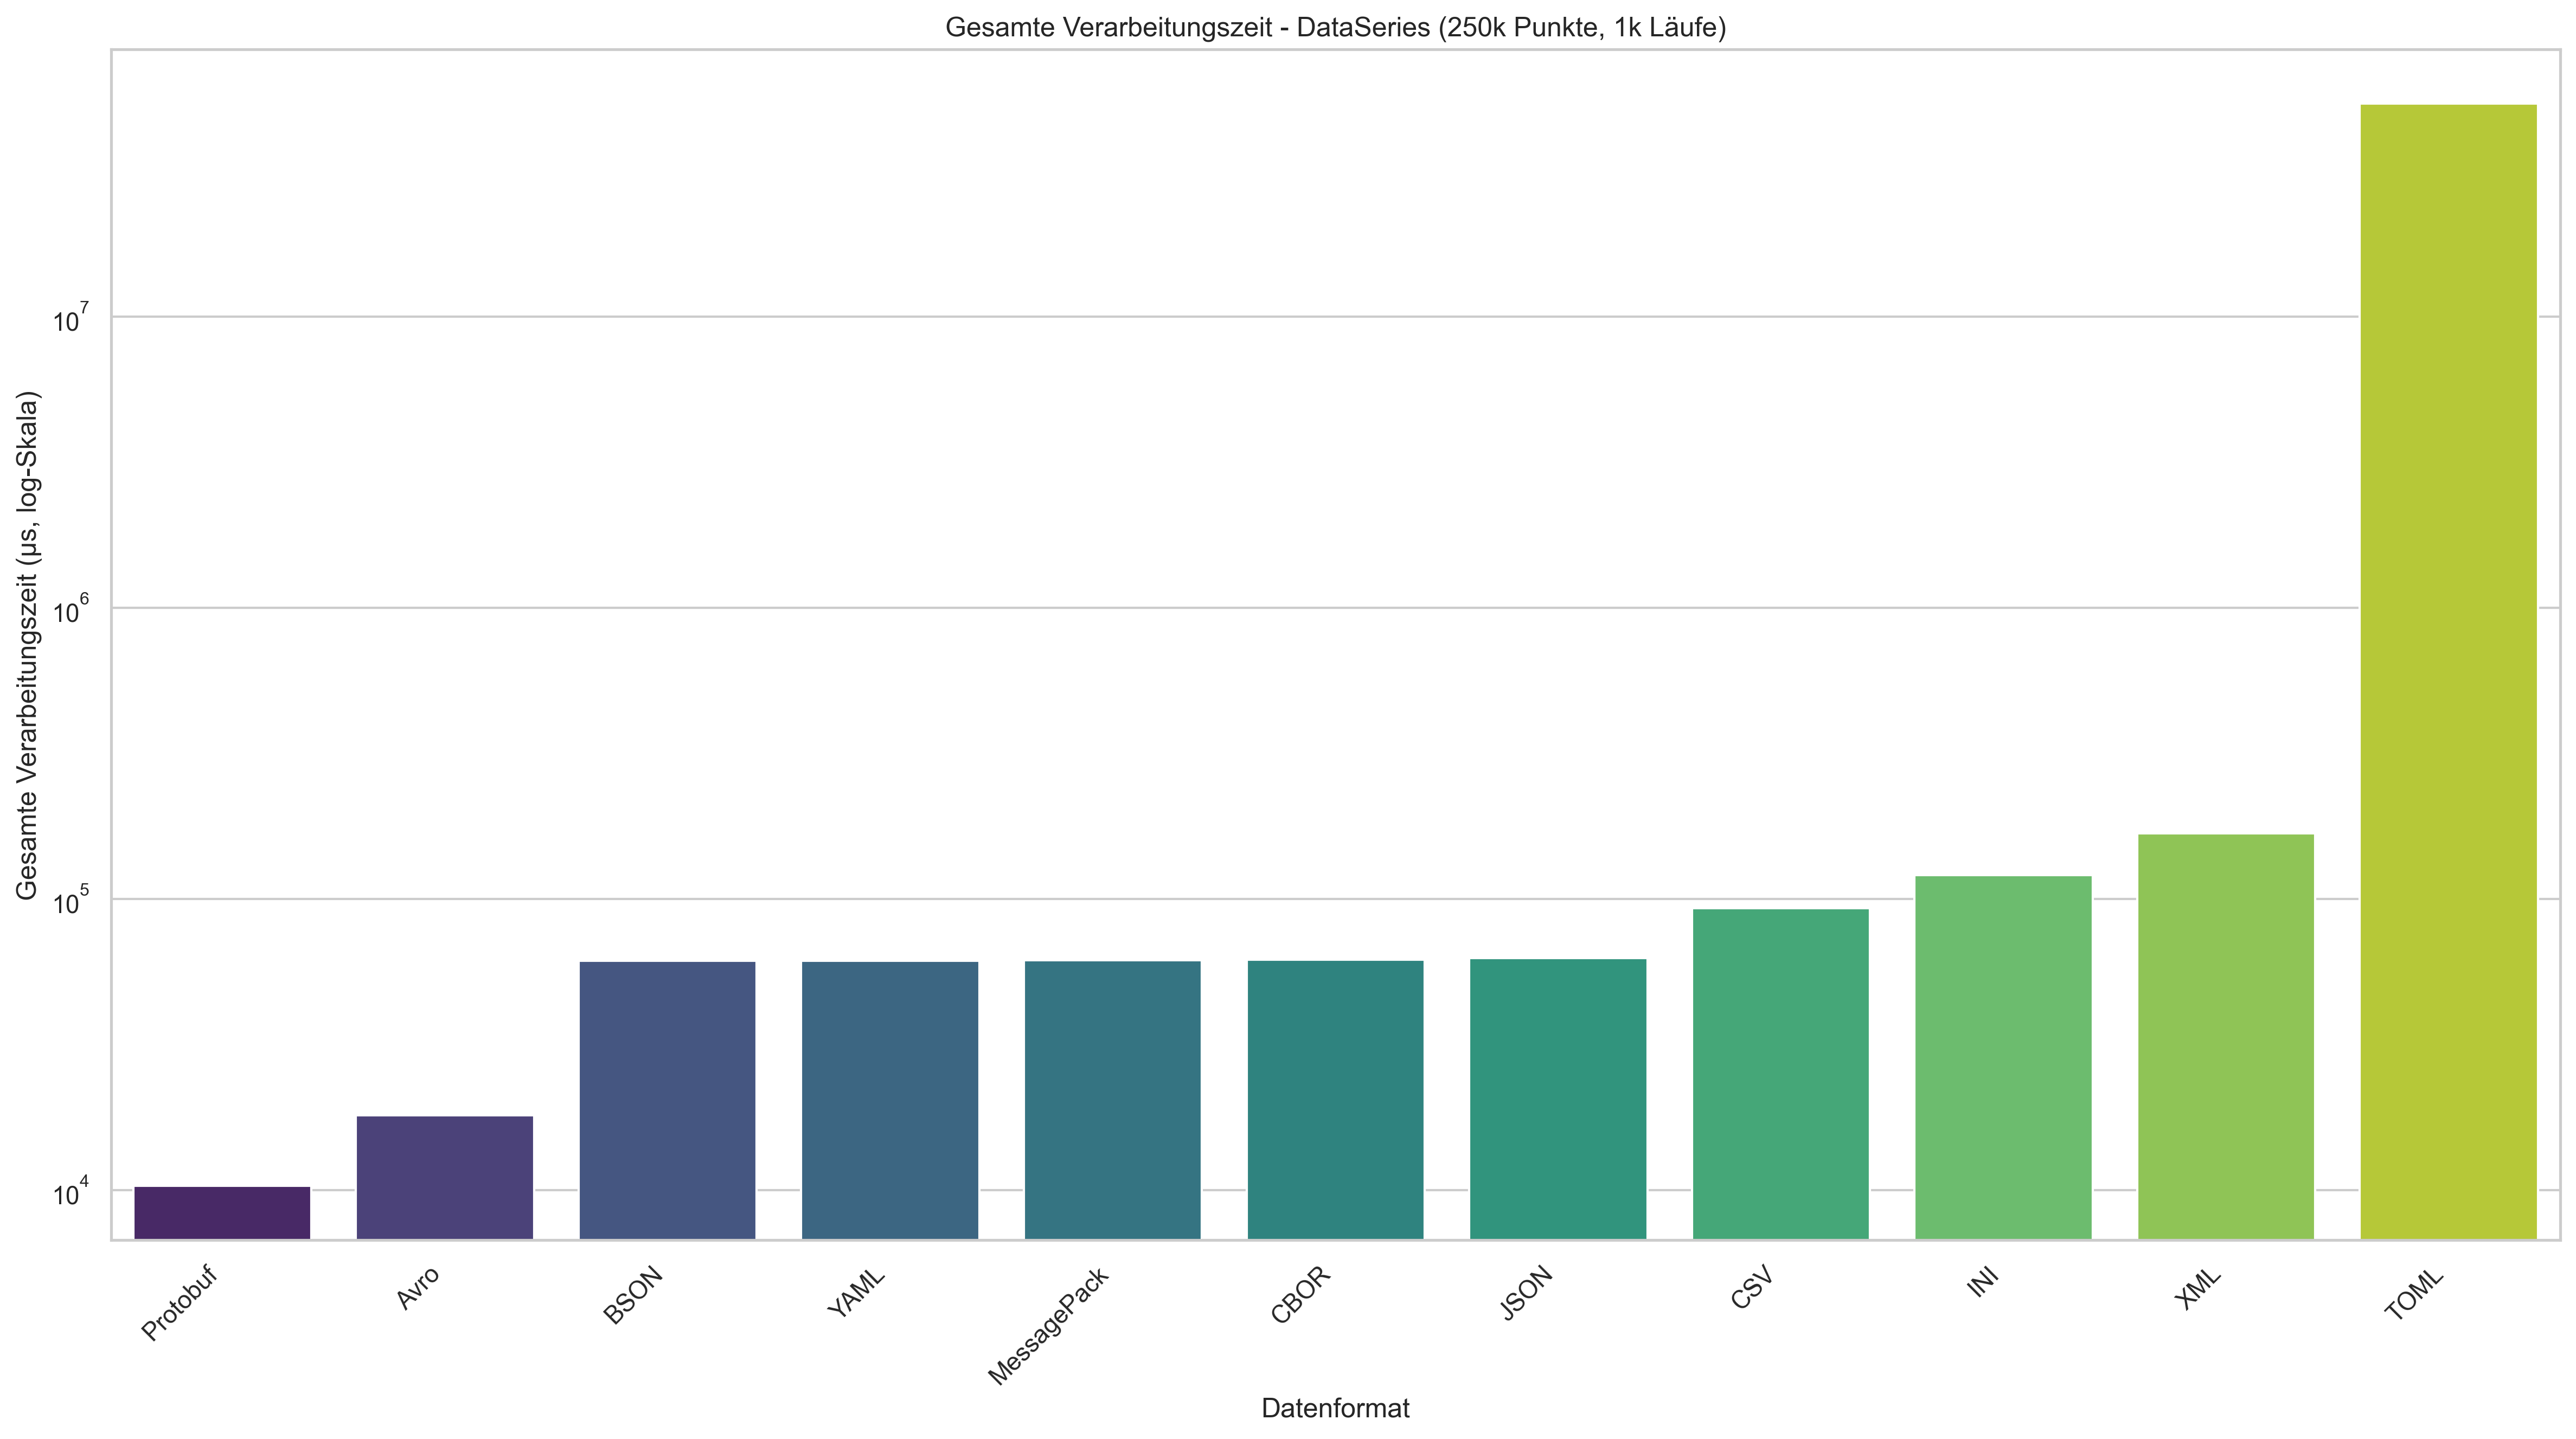 Gesamte Verarbeitungszeit - DataSeries (250k Punkte, 1k Läufe)
Gesamte Verarbeitungszeit (µs, log-Skala)
10^7
10^6
10^5
10^4
Protobuf
Avro
BSON
YAML
MessagePack
CBOR
JSON
CSV
INI
XML
TOML
Datenformat